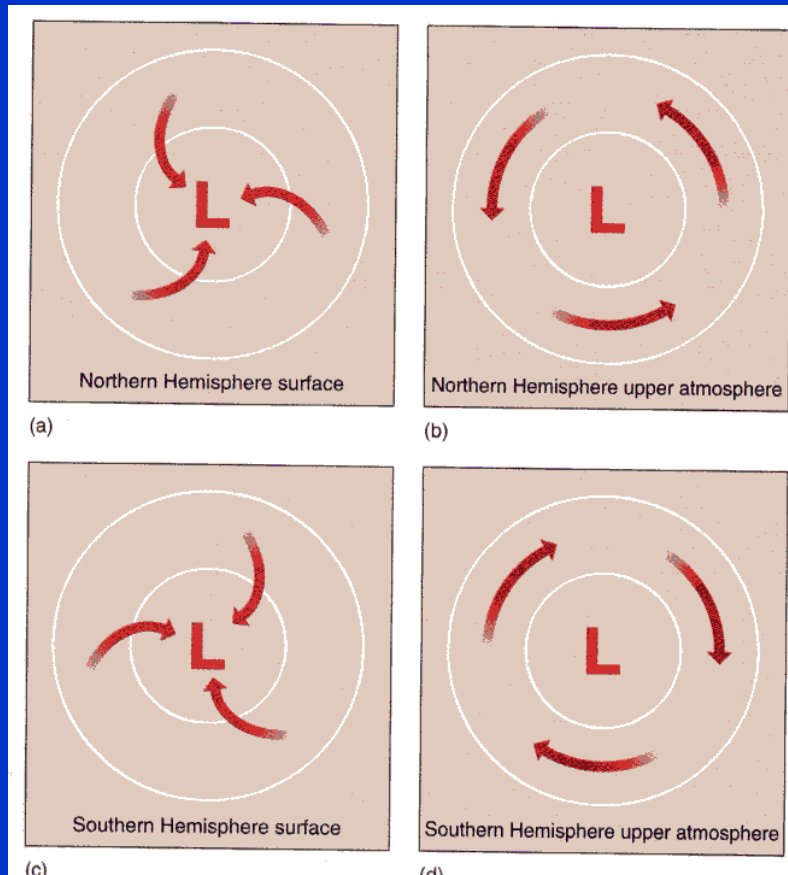 L
Northern Hemisphere surface
(a)
L
Northern Hemisphere upper atmosphere
(b)
L
Southern Hemisphere surface
(c)
L
Southern Hemisphere upper atmosphere
(d)